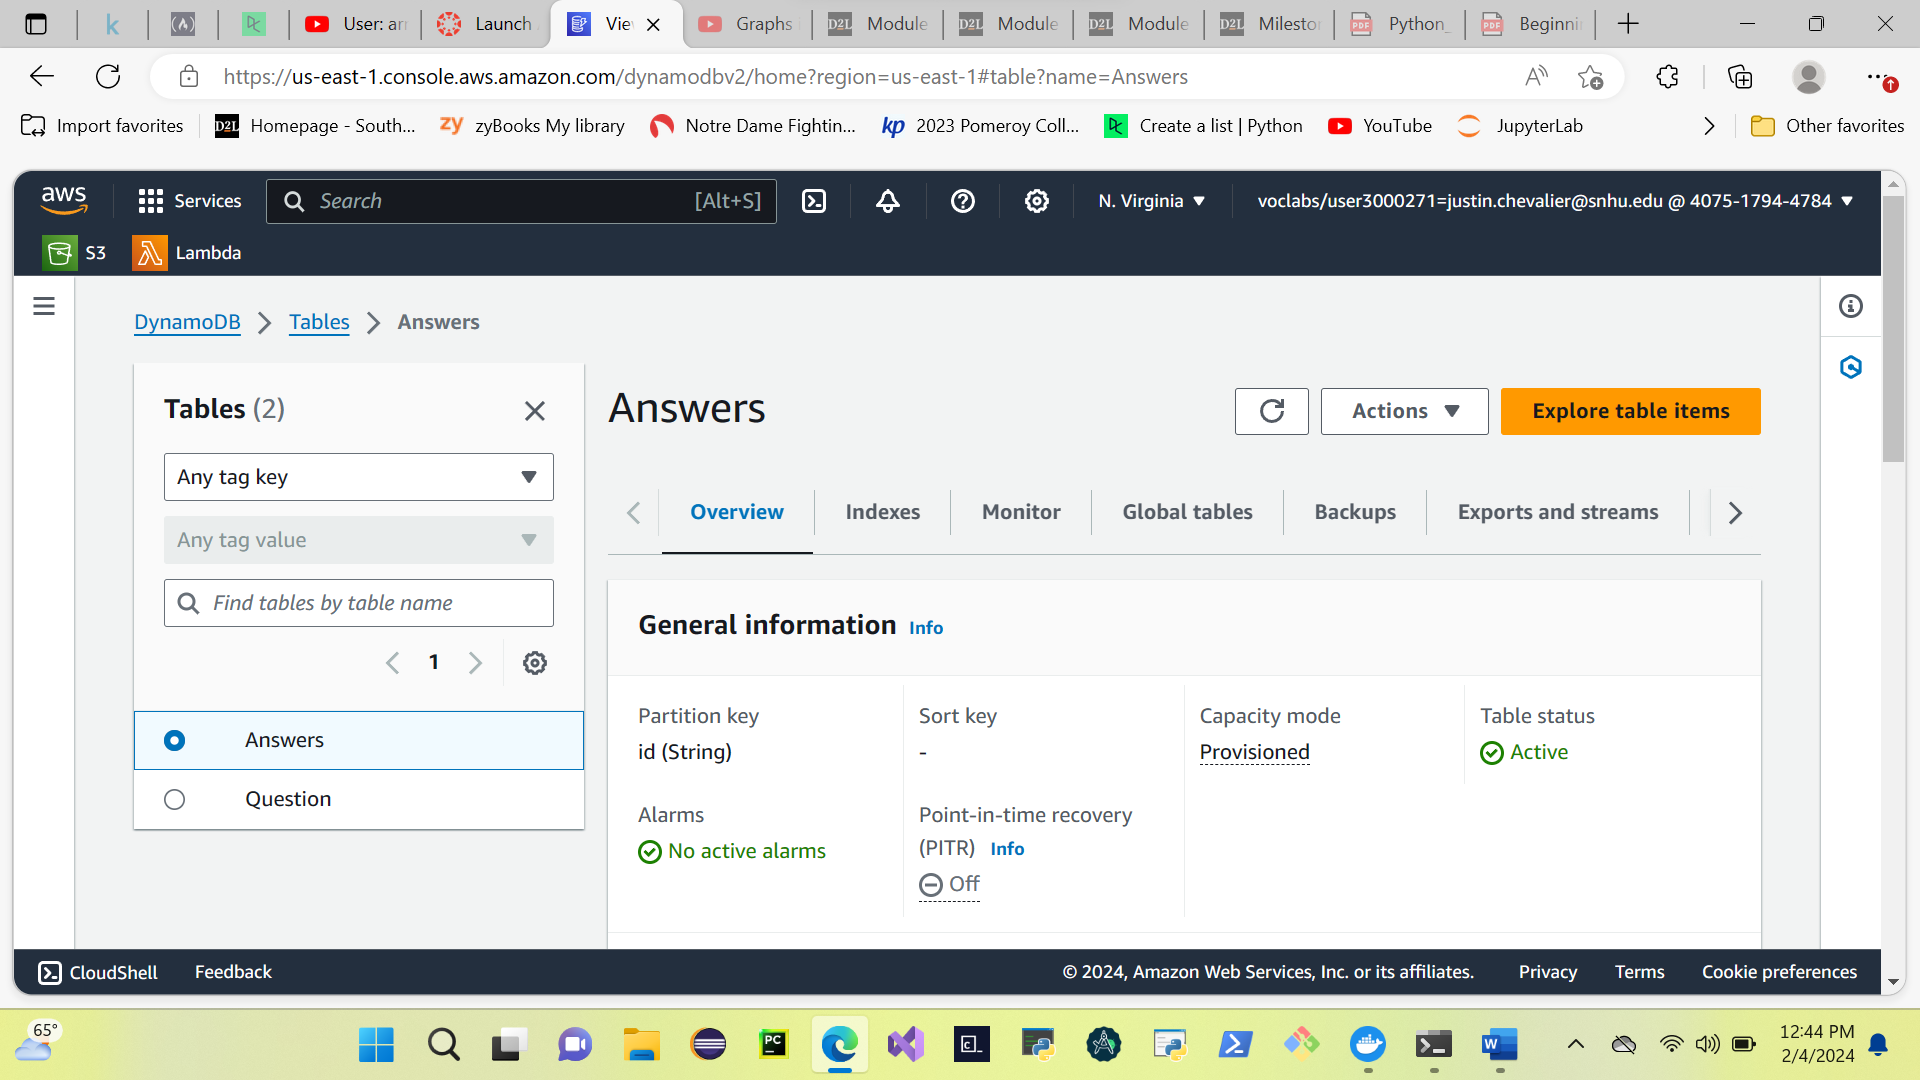 User: ar
Launch
Vie
Graphs
Module
Module
Module
Milesto
Python_
Beginni
https://us-east-1.console.aws.amazon.com/dynamodbv2/home?region=us-east-1#table?name=Answers
Import favorites
D2L Homepage - South...
zy zyBooks My library
Notre Dame Fightin...
kp 2023 Pomeroy Coll...
Create a list | Python
YouTube
JupyterLab
Other favorites
aws
Services
Search [Alt+S]
N. Virginia
voclabs/user3000271=justin.chevalier@snhu.edu @ 4075-1794-4784
S3
Lambda
DynamoDB
Tables
Answers
Tables (2)
Any tag key
Any tag value
Find tables by table name
1
Answers
Question
Answers
Actions
Explore table items
Overview
Indexes
Monitor
Global tables
Backups
Exports and streams
General information Info
Partition key
id (String)
Sort key
-
Capacity mode
Provisioned
Table status
Active
Alarms
No active alarms
Point-in-time recovery
(PITR) Info
Off
CloudShell
Feedback
© 2024, Amazon Web Services, Inc. or its affiliates.
Privacy
Terms
Cookie preferences
65°
12:44 PM
2/4/2024